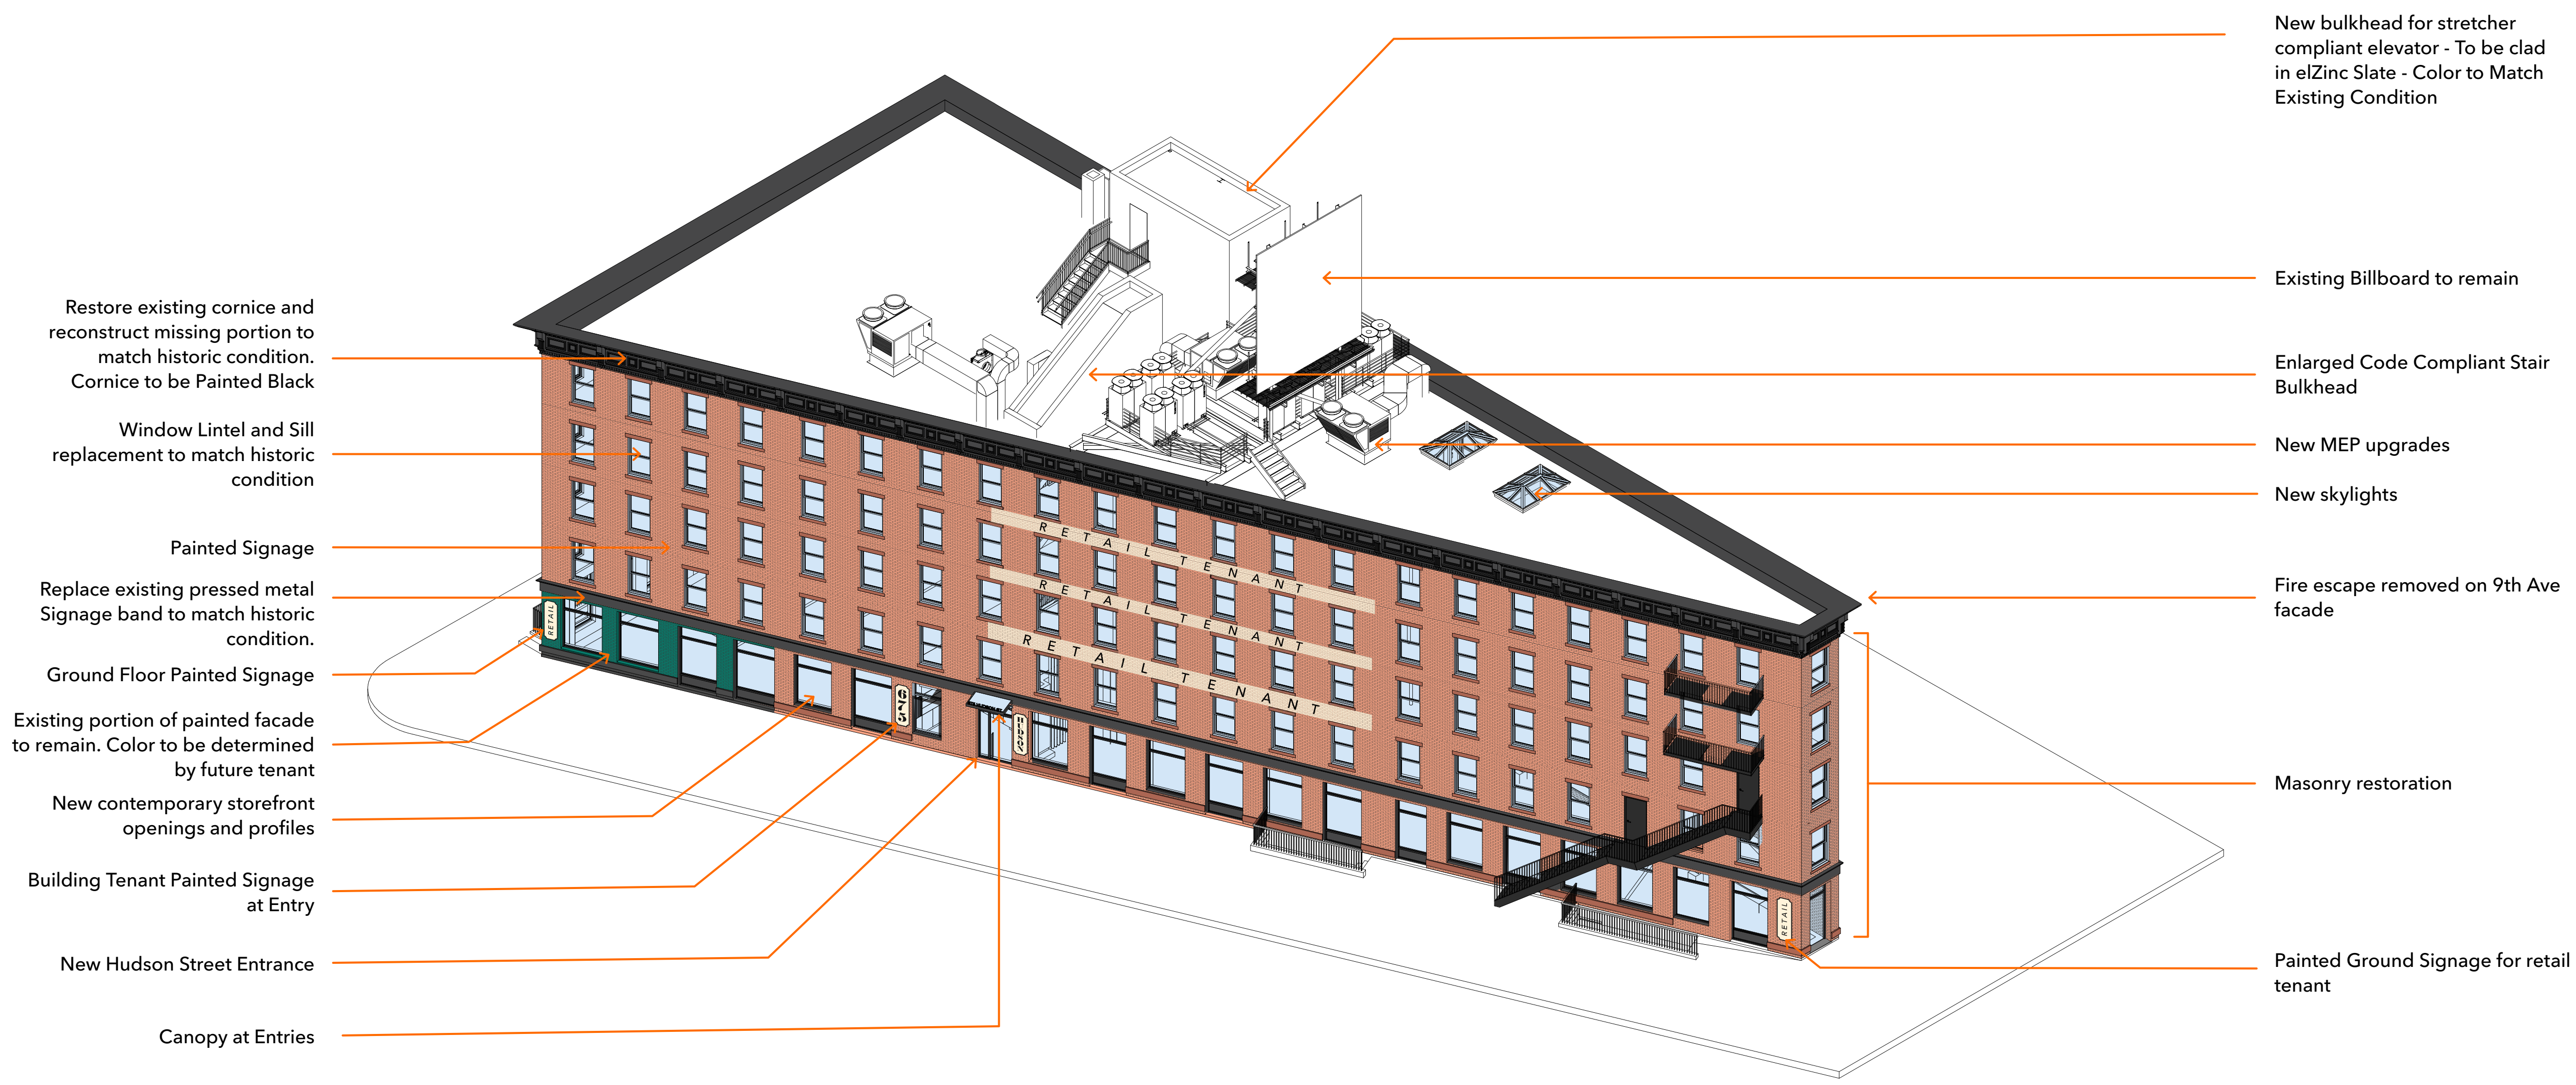 New bulkhead for stretcher
compliant elevator - To be clad
in elZinc Slate - Color to Match
Existing Condition
Existing Billboard to remain
Enlarged Code Compliant Stair
Bulkhead
New MEP upgrades
New skylights
Fire escape removed on 9th Ave
facade
Masonry restoration
Painted Ground Signage for retail
tenant
Restore existing cornice and
reconstruct missing portion to
match historic condition.
Cornice to be Painted Black
Window Lintel and Sill
replacement to match historic
condition
Painted Signage
Replace existing pressed metal
Signage band to match historic
condition.
Ground Floor Painted Signage
Existing portion of painted facade
to remain. Color to be determined
by future tenant
New contemporary storefront
openings and profiles
Building Tenant Painted Signage
at Entry
New Hudson Street Entrance
Canopy at Entries
RETAIL TENANT
RETAIL TENANT
RETAIL TENANT
RETAIL
675
HUDSON
RETAIL